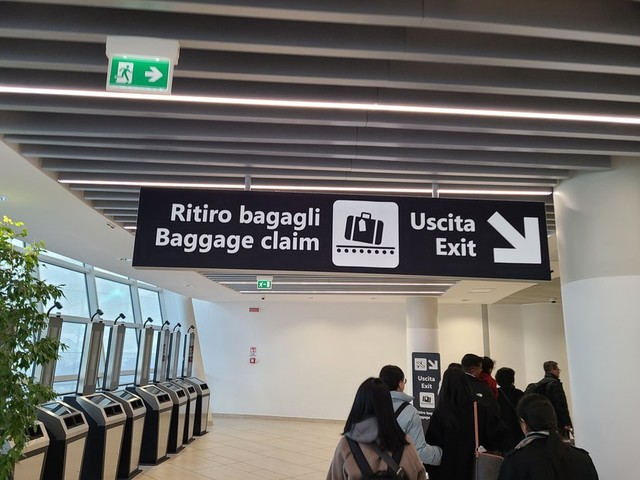 Ritiro bagagli
Baggage claim
Uscita
Exit
Uscita
Exit